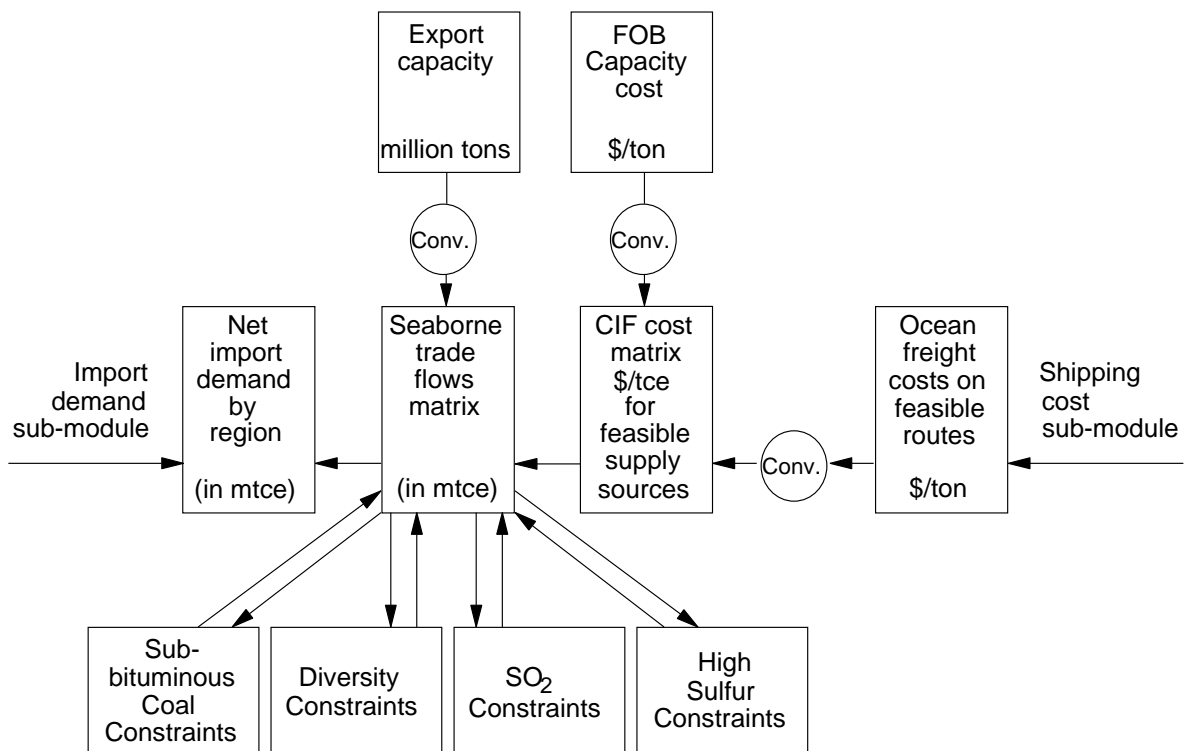 Export
capacity
million tons
FOB
Capacity
cost
$/ton
Conv.
Conv.
Import
demand
sub-module
Net
import
demand
by
region
(in mtce)
Seaborne
trade
flows
matrix
(in mtce)
CIF cost
matrix
$/tce
for
feasible
supply
sources
Conv.
Ocean
freight
costs on
feasible
routes
$/ton
Shipping
cost
sub-module
Sub-
bituminous
Coal
Constraints
Diversity
Constraints
SO2
Constraints
High
Sulfur
Constraints